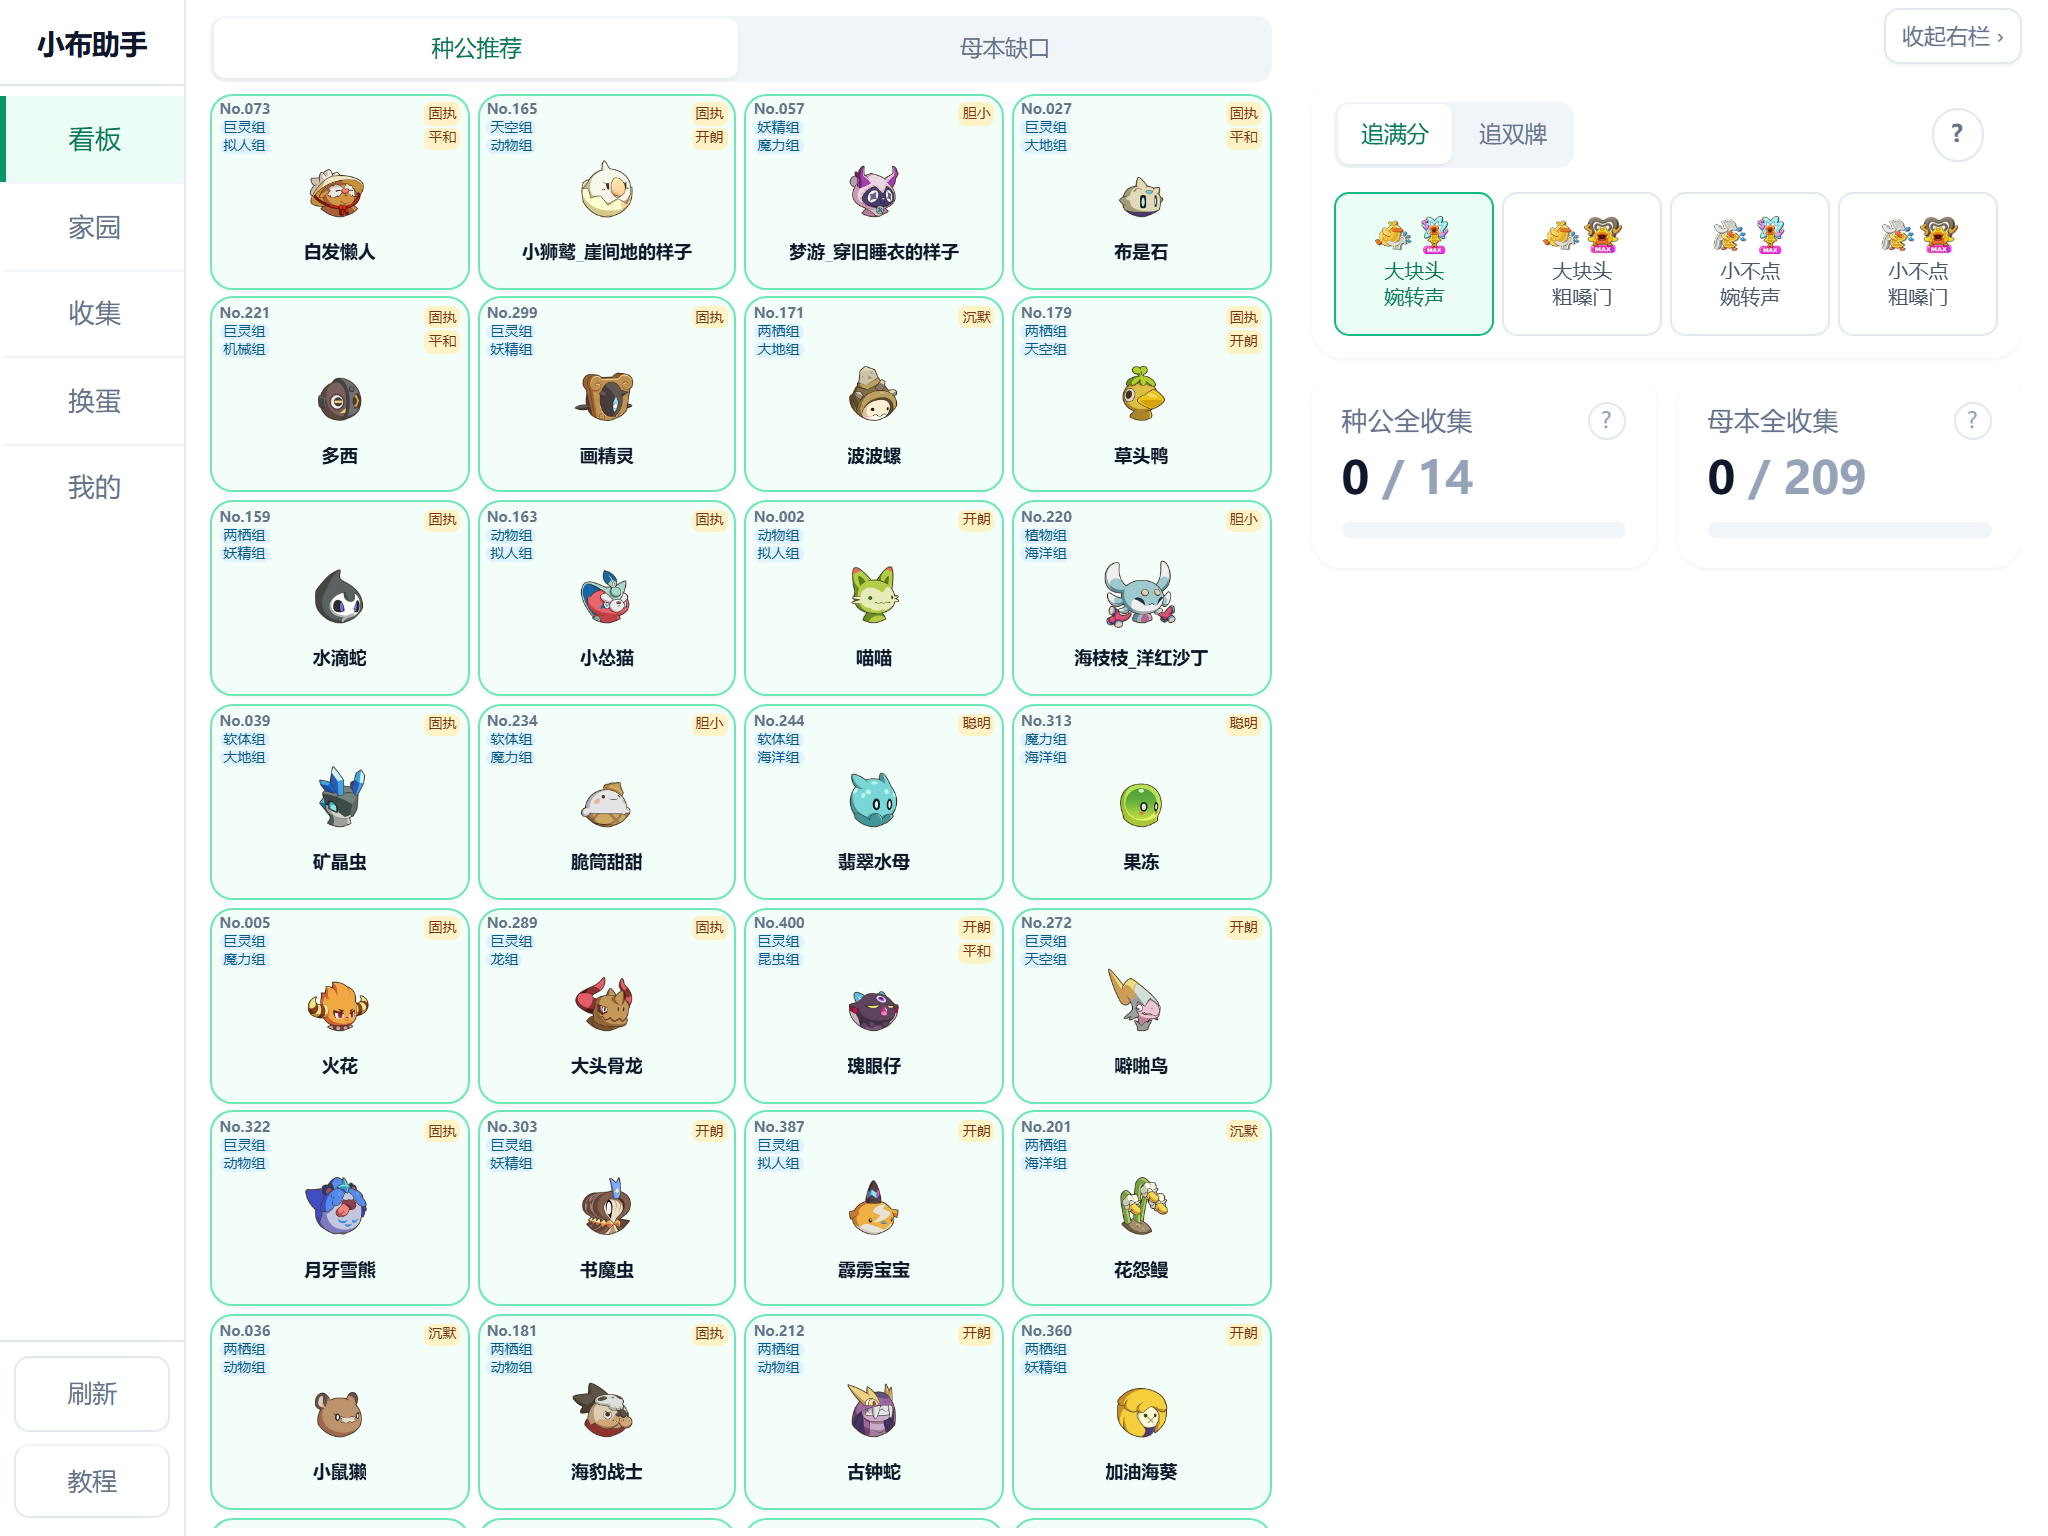 小布助手
看板
家园
收集
换蛋
我的
刷新
教程
种公推荐
母本缺口
No.073
巨灵组
拟人组
固执
平和
白发懒人
No.165
天空组
动物组
固执
开朗
小狮鹫_崖间地的样子
No.057
妖精组
魔力组
胆小
梦游_穿旧睡衣的样子
No.027
巨灵组
大地组
固执
平和
布是石
No.221
巨灵组
机械组
固执
平和
多西
No.299
巨灵组
妖精组
固执
画精灵
No.171
两栖组
大地组
沉默
波波螺
No.179
两栖组
天空组
固执
开朗
草头鸭
No.159
两栖组
妖精组
固执
水滴蛇
No.163
动物组
拟人组
固执
小怂猫
No.002
动物组
拟人组
开朗
喵喵
No.220
植物组
海洋组
胆小
海枝枝_洋红沙丁
No.039
软体组
大地组
固执
矿晶虫
No.234
软体组
魔力组
胆小
脆筒甜甜
No.244
软体组
海洋组
聪明
翡翠水母
No.313
魔力组
海洋组
聪明
果冻
No.005
巨灵组
魔力组
固执
火花
No.289
巨灵组
龙组
固执
大头骨龙
No.400
巨灵组
昆虫组
开朗
平和
瑰眼仔
No.272
巨灵组
天空组
开朗
噼啪鸟
No.322
巨灵组
动物组
固执
月牙雪熊
No.303
巨灵组
妖精组
开朗
书魔虫
No.387
巨灵组
拟人组
开朗
霹雳宝宝
No.201
两栖组
海洋组
沉默
花怨鳗
No.036
两栖组
动物组
沉默
小鼠獭
No.181
两栖组
动物组
固执
海豹战士
No.212
两栖组
动物组
开朗
古钟蛇
No.360
两栖组
妖精组
开朗
加油海葵
收起右栏 ›
追满分
追双牌
?
MAX
大块头
婉转声
MAX
大块头
粗嗓门
MAX
小不点
婉转声
MAX
小不点
粗嗓门
种公全收集
?
0 / 14
母本全收集
?
0 / 209